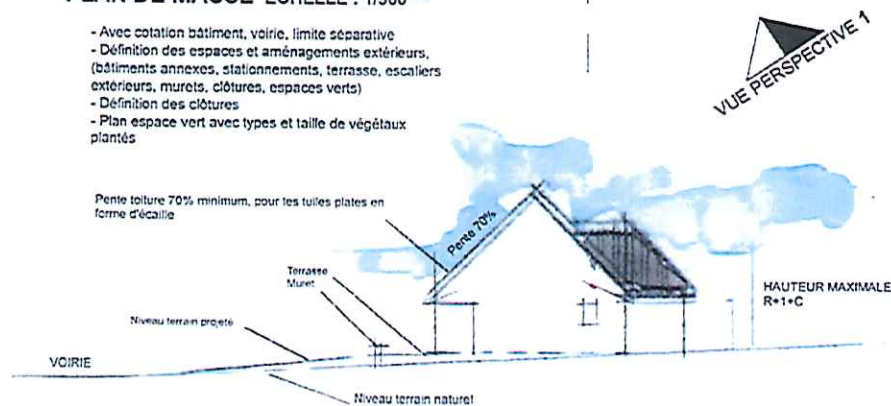 PLAN DE MASSE ECHELLE : 1/500
- Avec cotation bâtiment, voirie, limite séparative
- Définition des espaces et aménagements extérieurs,
(bâtiments annexes, stationnements, terrasse, escaliers
extérieurs, murets, clôtures, espaces verts)
- Définition des clôtures
- Plan espace vert avec types et taille de végétaux
plantés
VUE PERSPECTIVE 1
Pente toiture 70% minimum, pour les tuiles plates en
forme d'écaille
Pente 70%
Terrasse
Muret
HAUTEUR MAXIMALE
R+1+C
Niveau terrain projeté
VOIRIE
Niveau terrain naturel